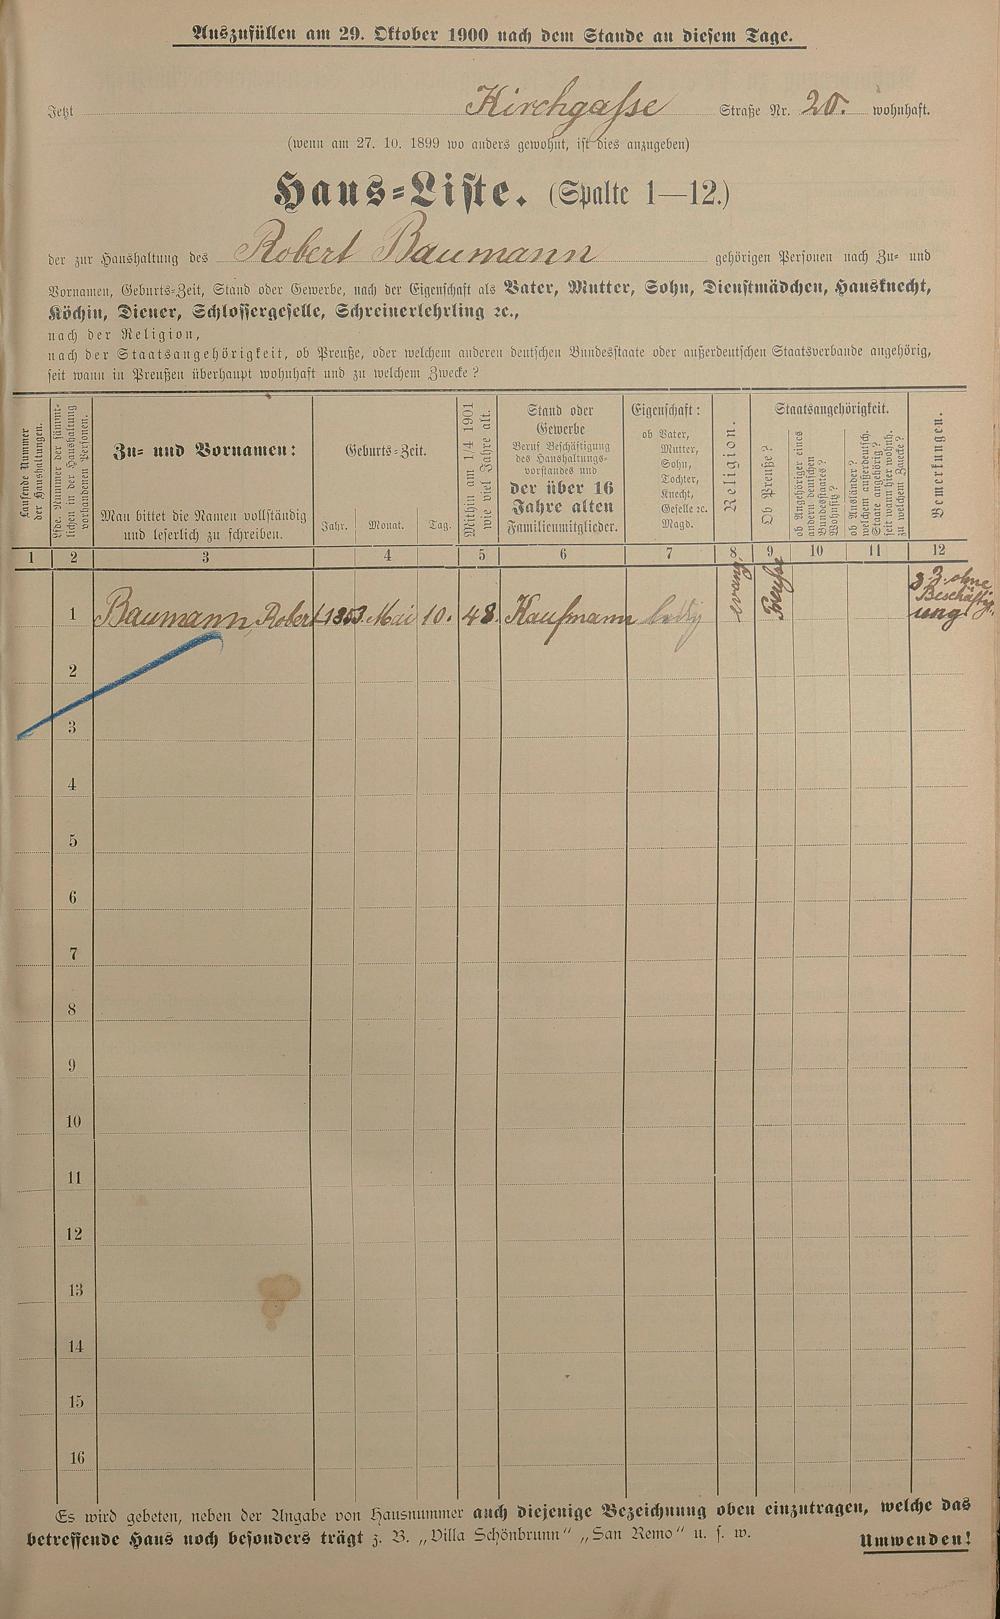 Auszufüllen am 29. Oktober 1900 nach dem Stande an diesem Tage.
Jetzt Kirchgasse Straße Nr. 20. wohnhaft.
(wenn am 27. 10. 1899 wo anders gewohnt, ist dies anzugeben)
Haus-Liste. (Spalte 1—12.)
der zur Haushaltung des Robert Baumann gehörigen Personen nach Zu- und
Vornamen, Geburts-Zeit, Stand oder Gewerbe, nach der Eigenschaft als Vater, Mutter, Sohn, Dienstmädchen, Hausknecht,
Köchin, Diener, Schlossergeselle, Schreinerlehrling ꝛc.,
nach der Religion,
nach der Staatsangehörigkeit, ob Preuße, oder welchem anderen deutschen Bundesstaate oder außerdeutschen Staatsverbande angehörig,
seit wann in Preußen überhaupt wohnhaft und zu welchem Zwecke?
Laufende Nummer
der Haushaltungen.
Lfde. Nummer der sämmt-
lichen in der Haushaltung
vorhandenen Personen.
Zu- und Vornamen:
Man bittet die Namen vollständig
und leserlich zu schreiben.
Geburts-Zeit.
Jahr. Monat. Tag.
Mithin am 1/4 1901
wie viel Jahre alt.
Stand oder
Gewerbe
Beruf Beschäftigung
des Haushaltungs-
vorstandes und
der über 16
Jahre alten
Familienmitglieder.
Eigenschaft:
ob Vater,
Mutter,
Sohn,
Tochter,
Knecht,
Geselle ꝛc.
Magd.
Religion.
Staatsangehörigkeit.
Ob Preuße?
ob Angehöriger eines
andern deutschen
Bundesstaates?
Wohnsitz?
ob Ausländer?
welchem außerdeutsch.
Staate angehörig?
seit wann hier wohnh.
zu welchem Zwecke?
Bemerkungen.
1 2 3 4 5 6 7 8 9 10 11 12
1 Baumann, Robert 1853. Mai 10. 48. Kaufmann ledig evang. Preusse z. Z. ohne
Beschäftig-
ung
2
3
4
5
6
7
8
9
10
11
12
13
14
15
16
Es wird gebeten, neben der Angabe von Hausnummer auch diejenige Bezeichnung oben einzutragen, welche das
betreffende Haus noch besonders trägt z. B. „Villa Schönbrunn“ „San Remo“ u. s. w.
Umwenden!